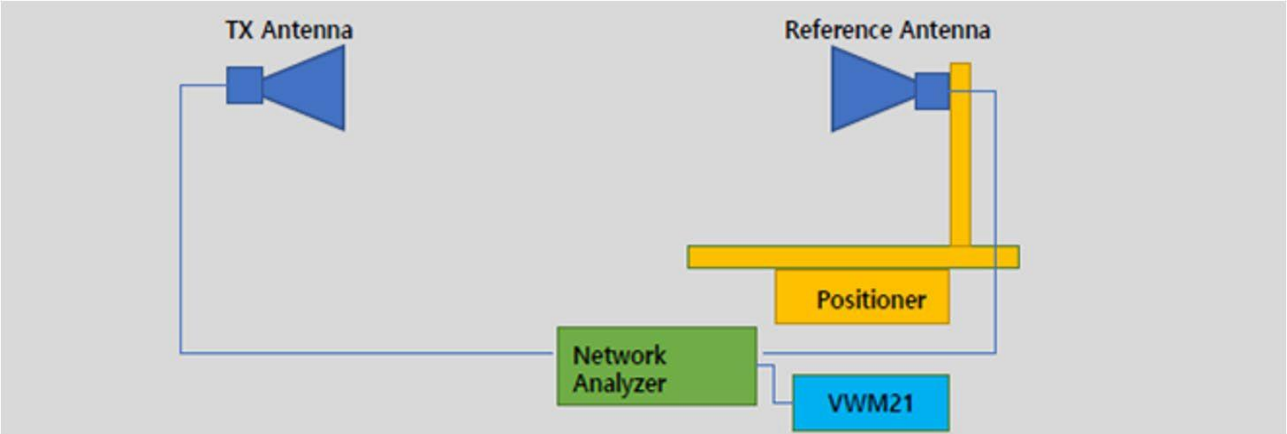 TX Antenna
Reference Antenna
Positioner
Network
Analyzer
VWM21